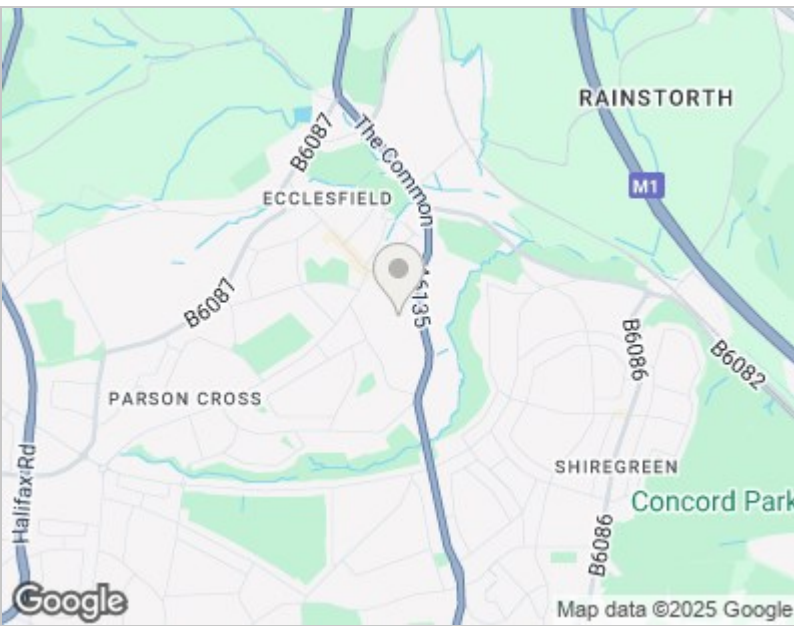 RAINSTORTH
B6087
The Common
M1
ECCLESFIELD
A6135
B6087
B6086
B6082
PARSON CROSS
Halifax Rd
SHIREGREEN
Concord Park
B6086
Google
Map data ©2025 Google